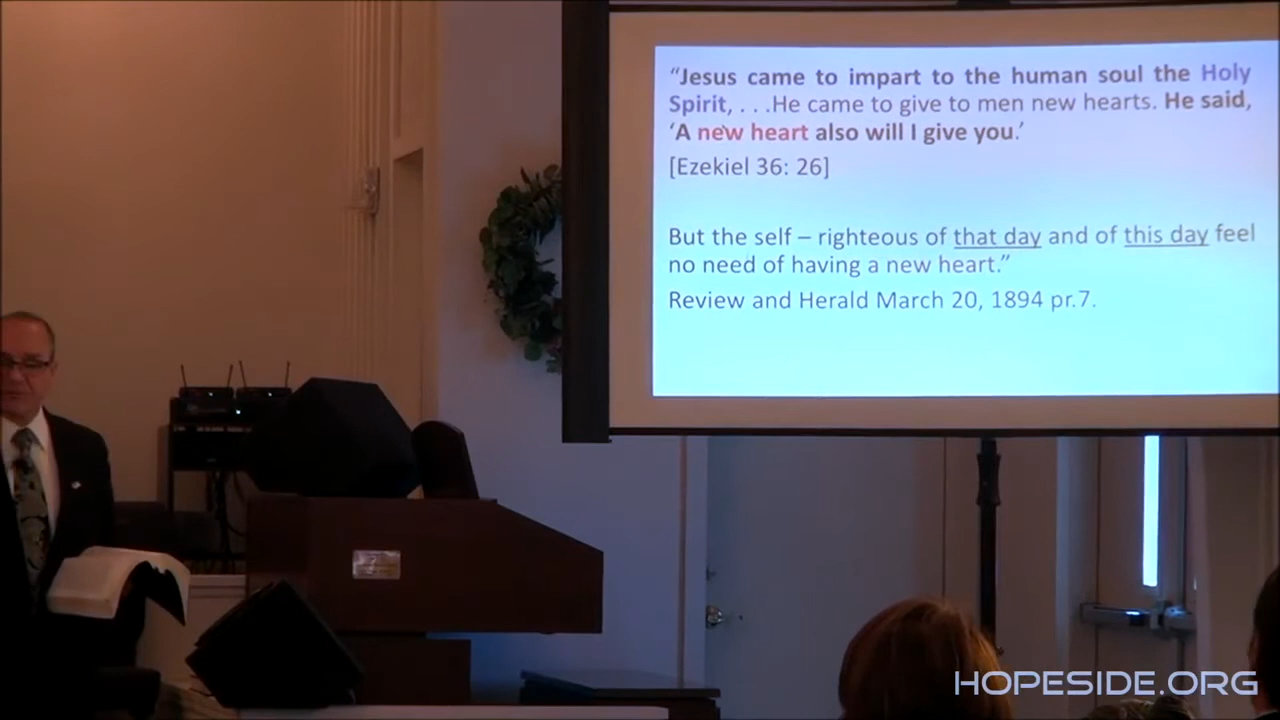 “Jesus came to impart to the human soul the Holy
Spirit, . . .He came to give to men new hearts. He said,
‘A new heart also will I give you.’
[Ezekiel 36: 26]
But the self – righteous of that day and of this day feel
no need of having a new heart.”
Review and Herald March 20, 1894 pr.7.
HOPESIDE.ORG